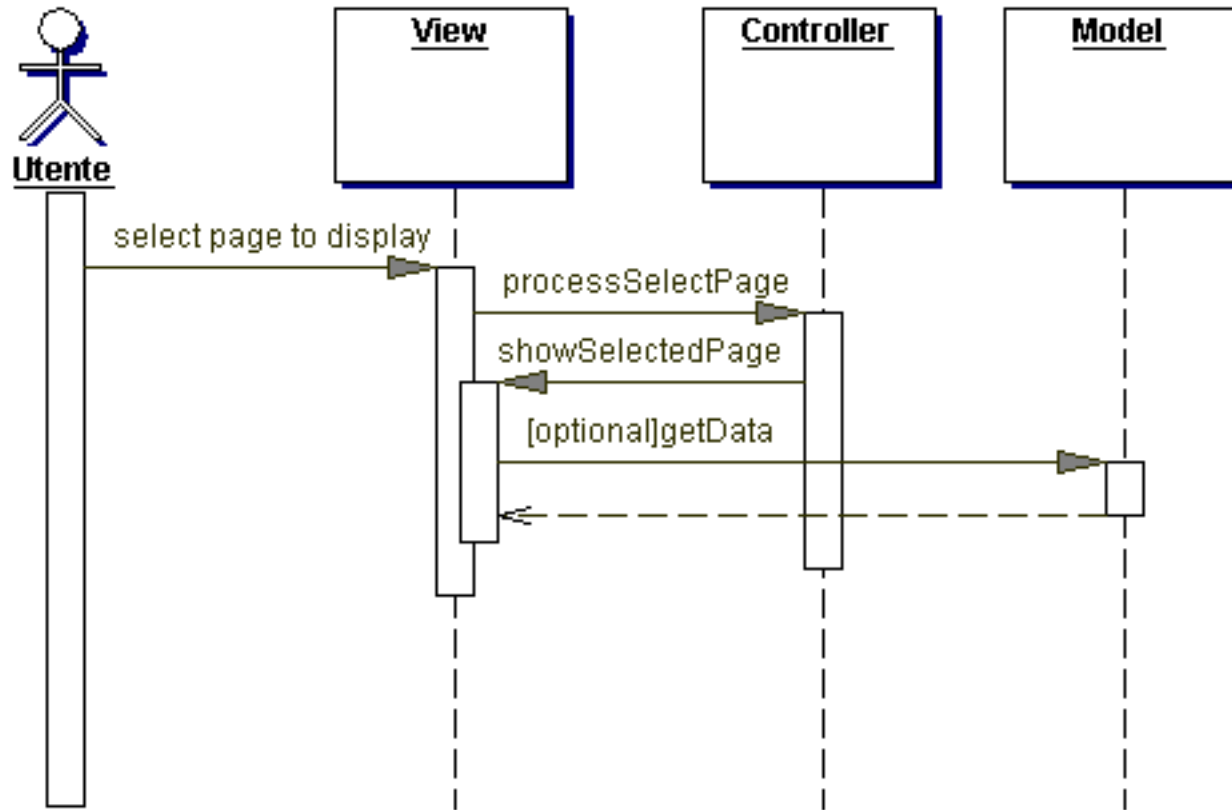 View
Controller
Model
Utente
select page to display
processSelectPage
showSelectedPage
[optional]getData